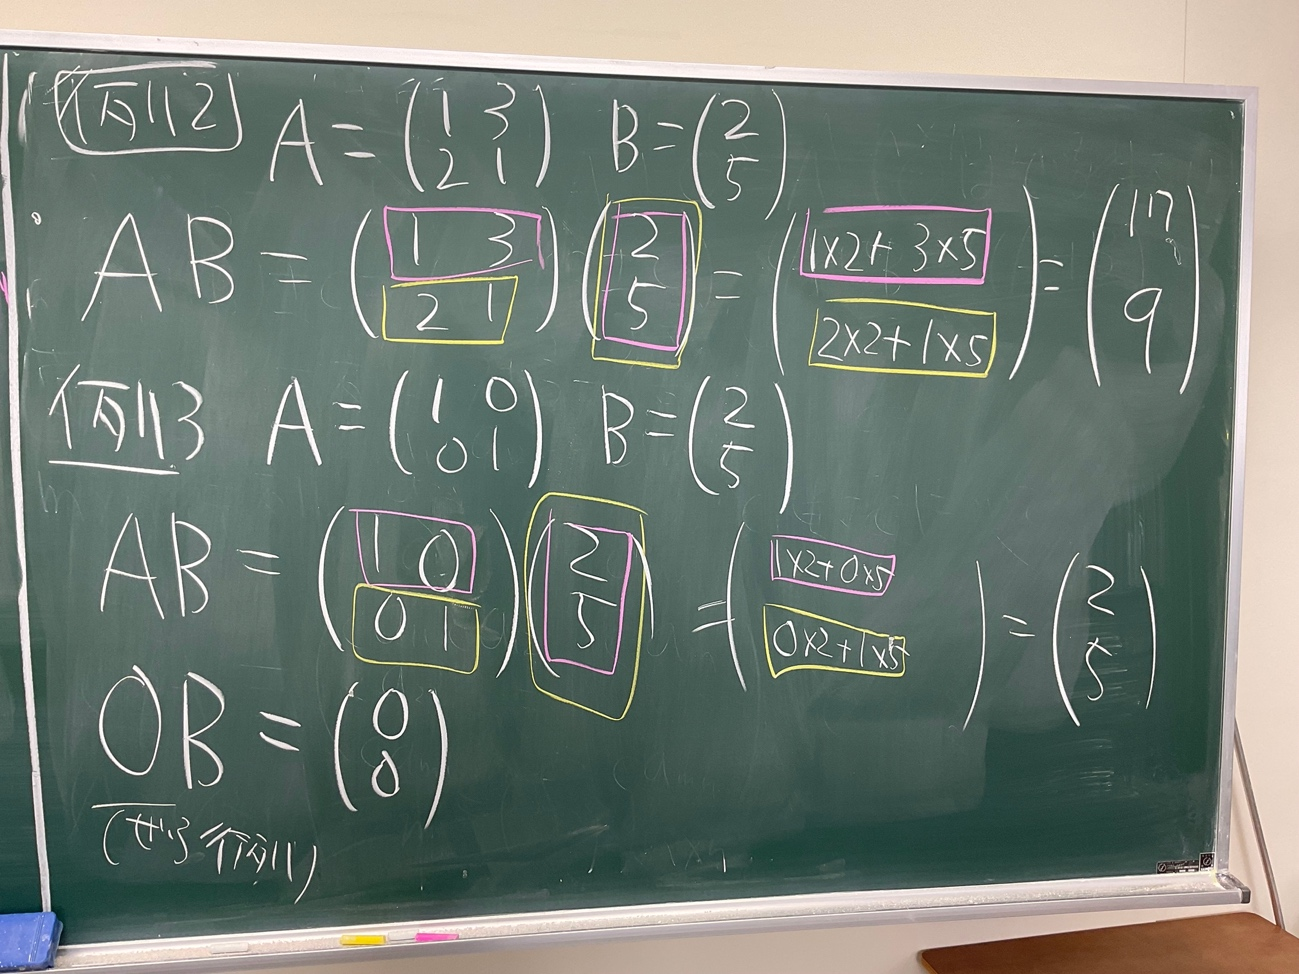 例2 A = (1 3 2 1) B = (2 5)
AB = (1 3 2 1)(2 5) = (1×2+3×5 2×2+1×5) = (17 9)
例3 A = (1 0 0 1) B = (2 5)
AB = (1 0 0 1)(2 5) = (1×2+0×5 0×2+1×5) = (2 5)
OB = (0 0)
(ゼロ行列)